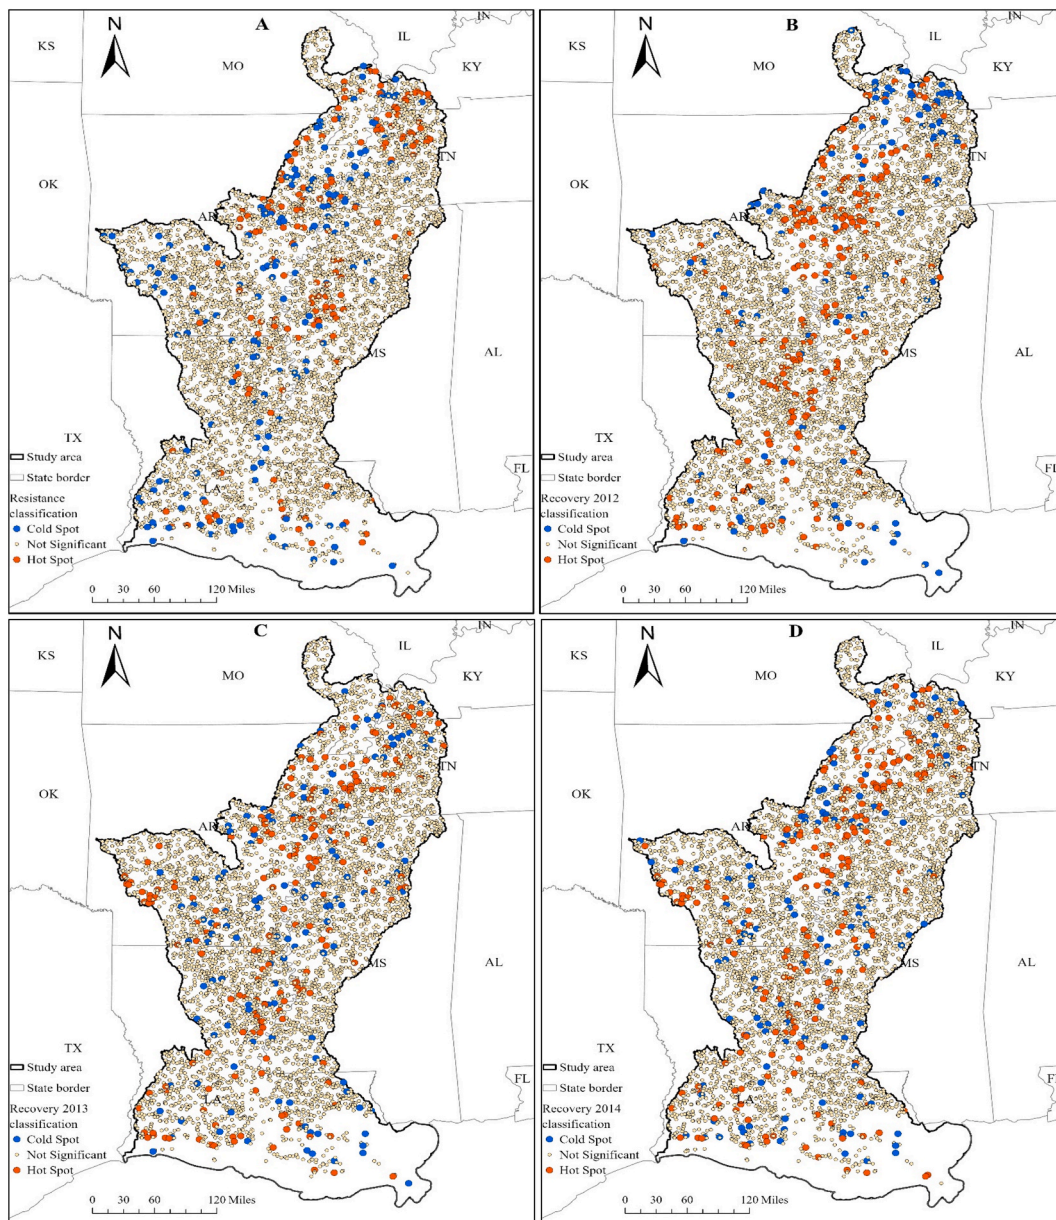 N
A
IN
KS
IL
MO
KY
TN
OK
AR
MS
AL
TX
Study area
State border
FL
Resistance
LA
classification
Cold Spot
Not Significant
Hot Spot
0 30 60 120 Miles
N
B
IN
KS
IL
MO
KY
TN
OK
AR
MS
AL
TX
Study area
State border
FL
Recovery 2012
LA
classification
Cold Spot
Not Significant
Hot Spot
0 30 60 120 Miles
N
C
IN
KS
IL
MO
KY
TN
OK
AR
MS
AL
TX
Study area
State border
FL
Recovery 2013
LA
classification
Cold Spot
Not Significant
Hot Spot
0 30 60 120 Miles
N
D
IN
KS
IL
MO
KY
TN
OK
AR
MS
AL
TX
Study area
State border
FL
Recovery 2014
LA
classification
Cold Spot
Not Significant
Hot Spot
0 30 60 120 Miles